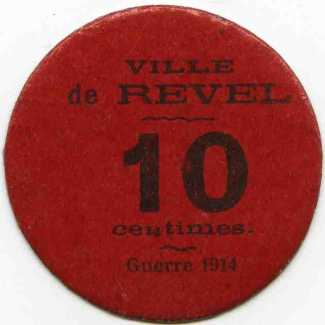 VILLE
de REVEL
10
centimes.
Guerre 1914